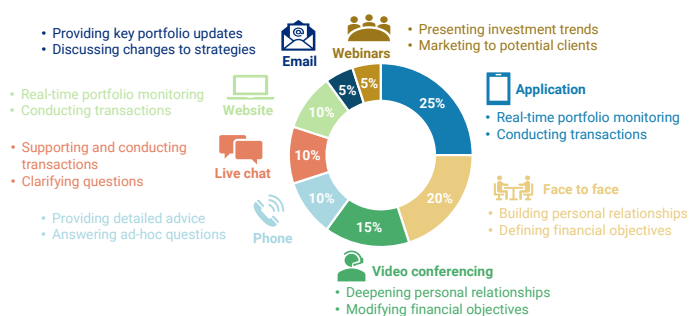 • Providing key portfolio updates
• Discussing changes to strategies
Email
Webinars
• Presenting investment trends
• Marketing to potential clients
• Real-time portfolio monitoring
• Conducting transactions
Website
• Supporting and conducting
transactions
• Clarifying questions
Live chat
• Providing detailed advice
• Answering ad-hoc questions
Phone
5%
5%
25%
10%
10%
10%
20%
15%
Application
• Real-time portfolio monitoring
• Conducting transactions
Face to face
• Building personal relationships
• Defining financial objectives
Video conferencing
• Deepening personal relationships
• Modifying financial objectives